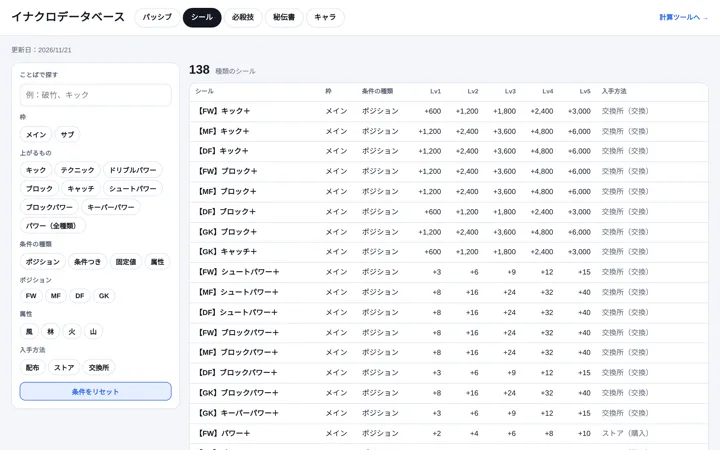 イナクロデータベース パッシブ シール 必殺技 秘伝書 キャラ 計算ツールへ →
更新日：2026/11/21
ことばで探す
例：破竹、キック
枠
メイン サブ
上がるもの
キック テクニック ドリブルパワー
ブロック キャッチ シュートパワー
ブロックパワー キーパーパワー
パワー（全種類）
条件の種類
ポジション 条件つき 固定値 属性
ポジション
FW MF DF GK
属性
風 林 火 山
入手方法
配布 ストア 交換所
条件をリセット
138 種類のシール
シール 枠 条件の種類 Lv1 Lv2 Lv3 Lv4 Lv5 入手方法
【FW】キック＋ メイン ポジション +600 +1,200 +1,800 +2,400 +3,000 交換所（交換）
【MF】キック＋ メイン ポジション +1,200 +2,400 +3,600 +4,800 +6,000 交換所（交換）
【DF】キック＋ メイン ポジション +1,200 +2,400 +3,600 +4,800 +6,000 交換所（交換）
【FW】ブロック＋ メイン ポジション +1,200 +2,400 +3,600 +4,800 +6,000 交換所（交換）
【MF】ブロック＋ メイン ポジション +1,200 +2,400 +3,600 +4,800 +6,000 交換所（交換）
【DF】ブロック＋ メイン ポジション +600 +1,200 +1,800 +2,400 +3,000 交換所（交換）
【GK】ブロック＋ メイン ポジション +1,200 +2,400 +3,600 +4,800 +6,000 交換所（交換）
【GK】キャッチ＋ メイン ポジション +600 +1,200 +1,800 +2,400 +3,000 交換所（交換）
【FW】シュートパワー＋ メイン ポジション +3 +6 +9 +12 +15 交換所（交換）
【MF】シュートパワー＋ メイン ポジション +8 +16 +24 +32 +40 交換所（交換）
【DF】シュートパワー＋ メイン ポジション +8 +16 +24 +32 +40 交換所（交換）
【FW】ブロックパワー＋ メイン ポジション +8 +16 +24 +32 +40 交換所（交換）
【MF】ブロックパワー＋ メイン ポジション +8 +16 +24 +32 +40 交換所（交換）
【DF】ブロックパワー＋ メイン ポジション +3 +6 +9 +12 +15 交換所（交換）
【GK】ブロックパワー＋ メイン ポジション +8 +16 +24 +32 +40 交換所（交換）
【GK】キーパーパワー＋ メイン ポジション +3 +6 +9 +12 +15 交換所（交換）
【FW】パワー＋ メイン ポジション +2 +4 +6 +8 +10 ストア（購入）